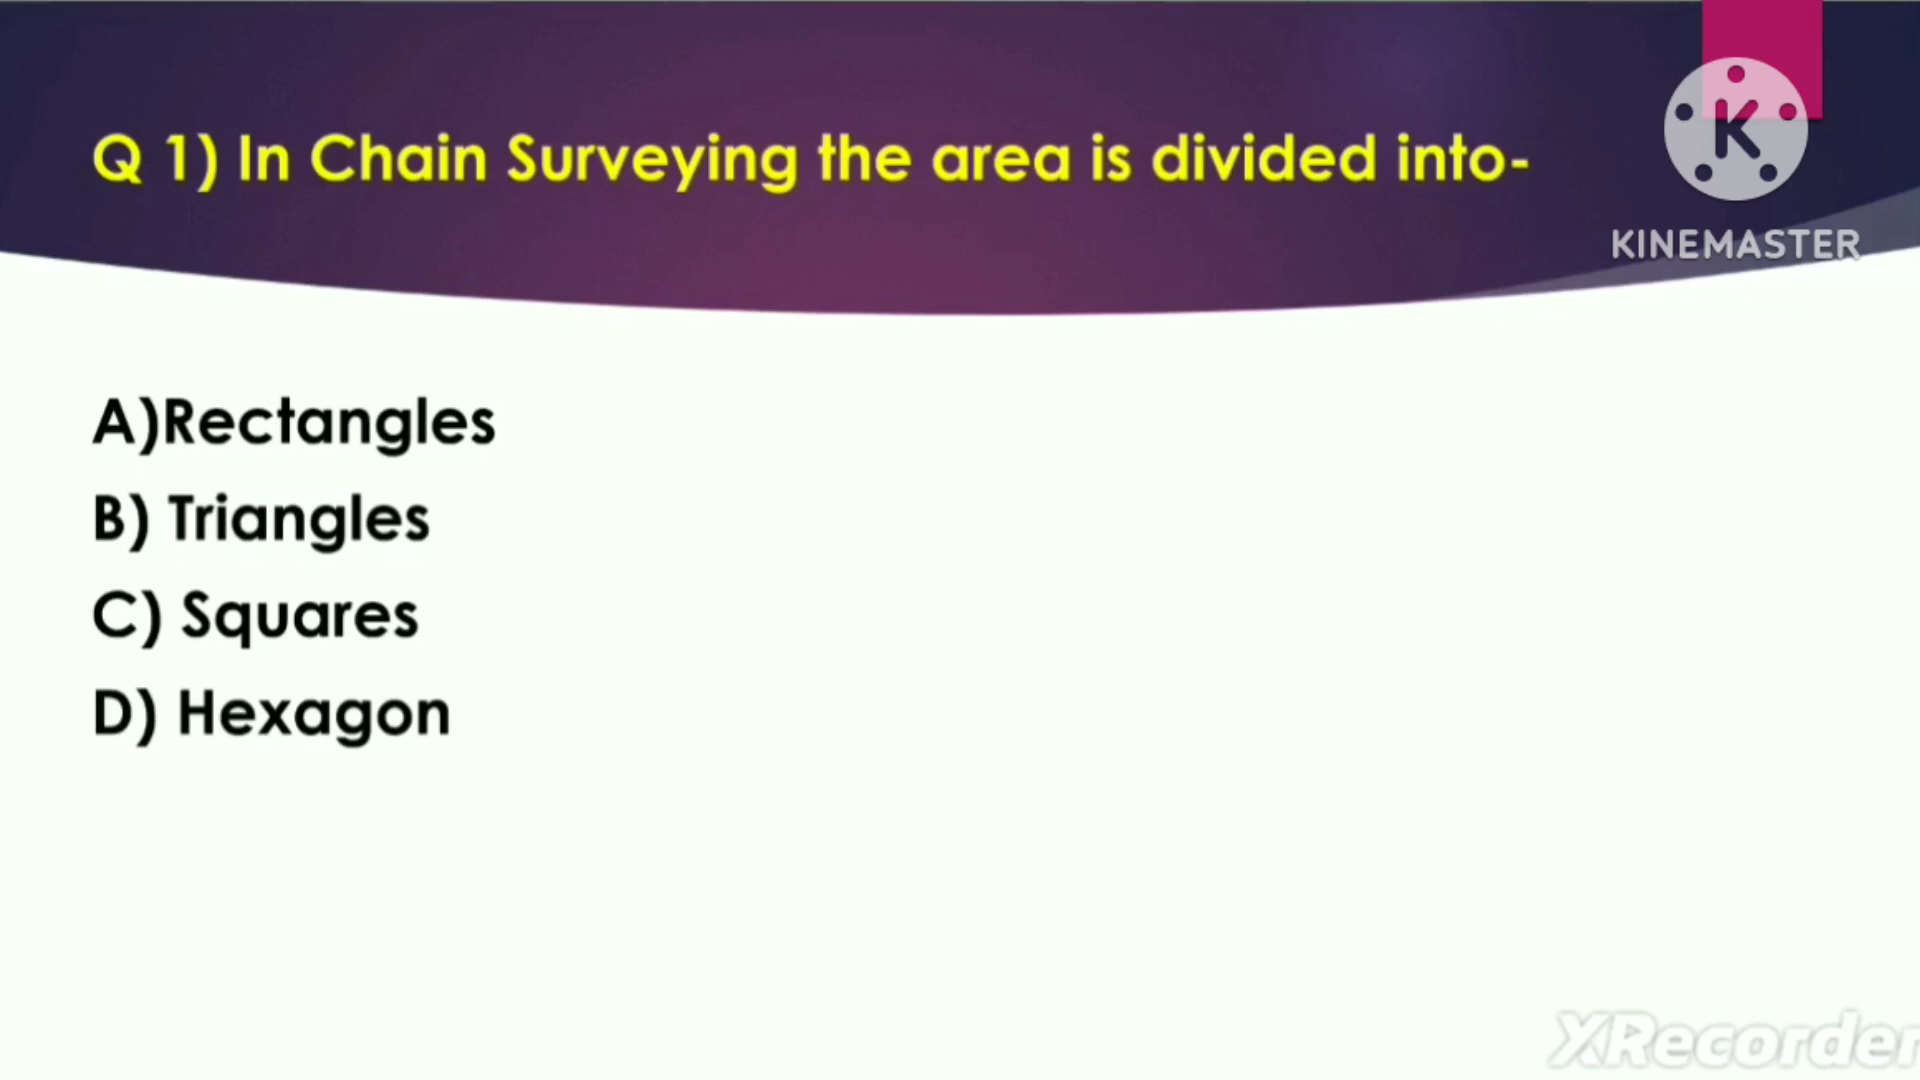 Q 1) In Chain Surveying the area is divided into-
K
KINEMASTER
A)Rectangles
B) Triangles
C) Squares
D) Hexagon
XRecorder